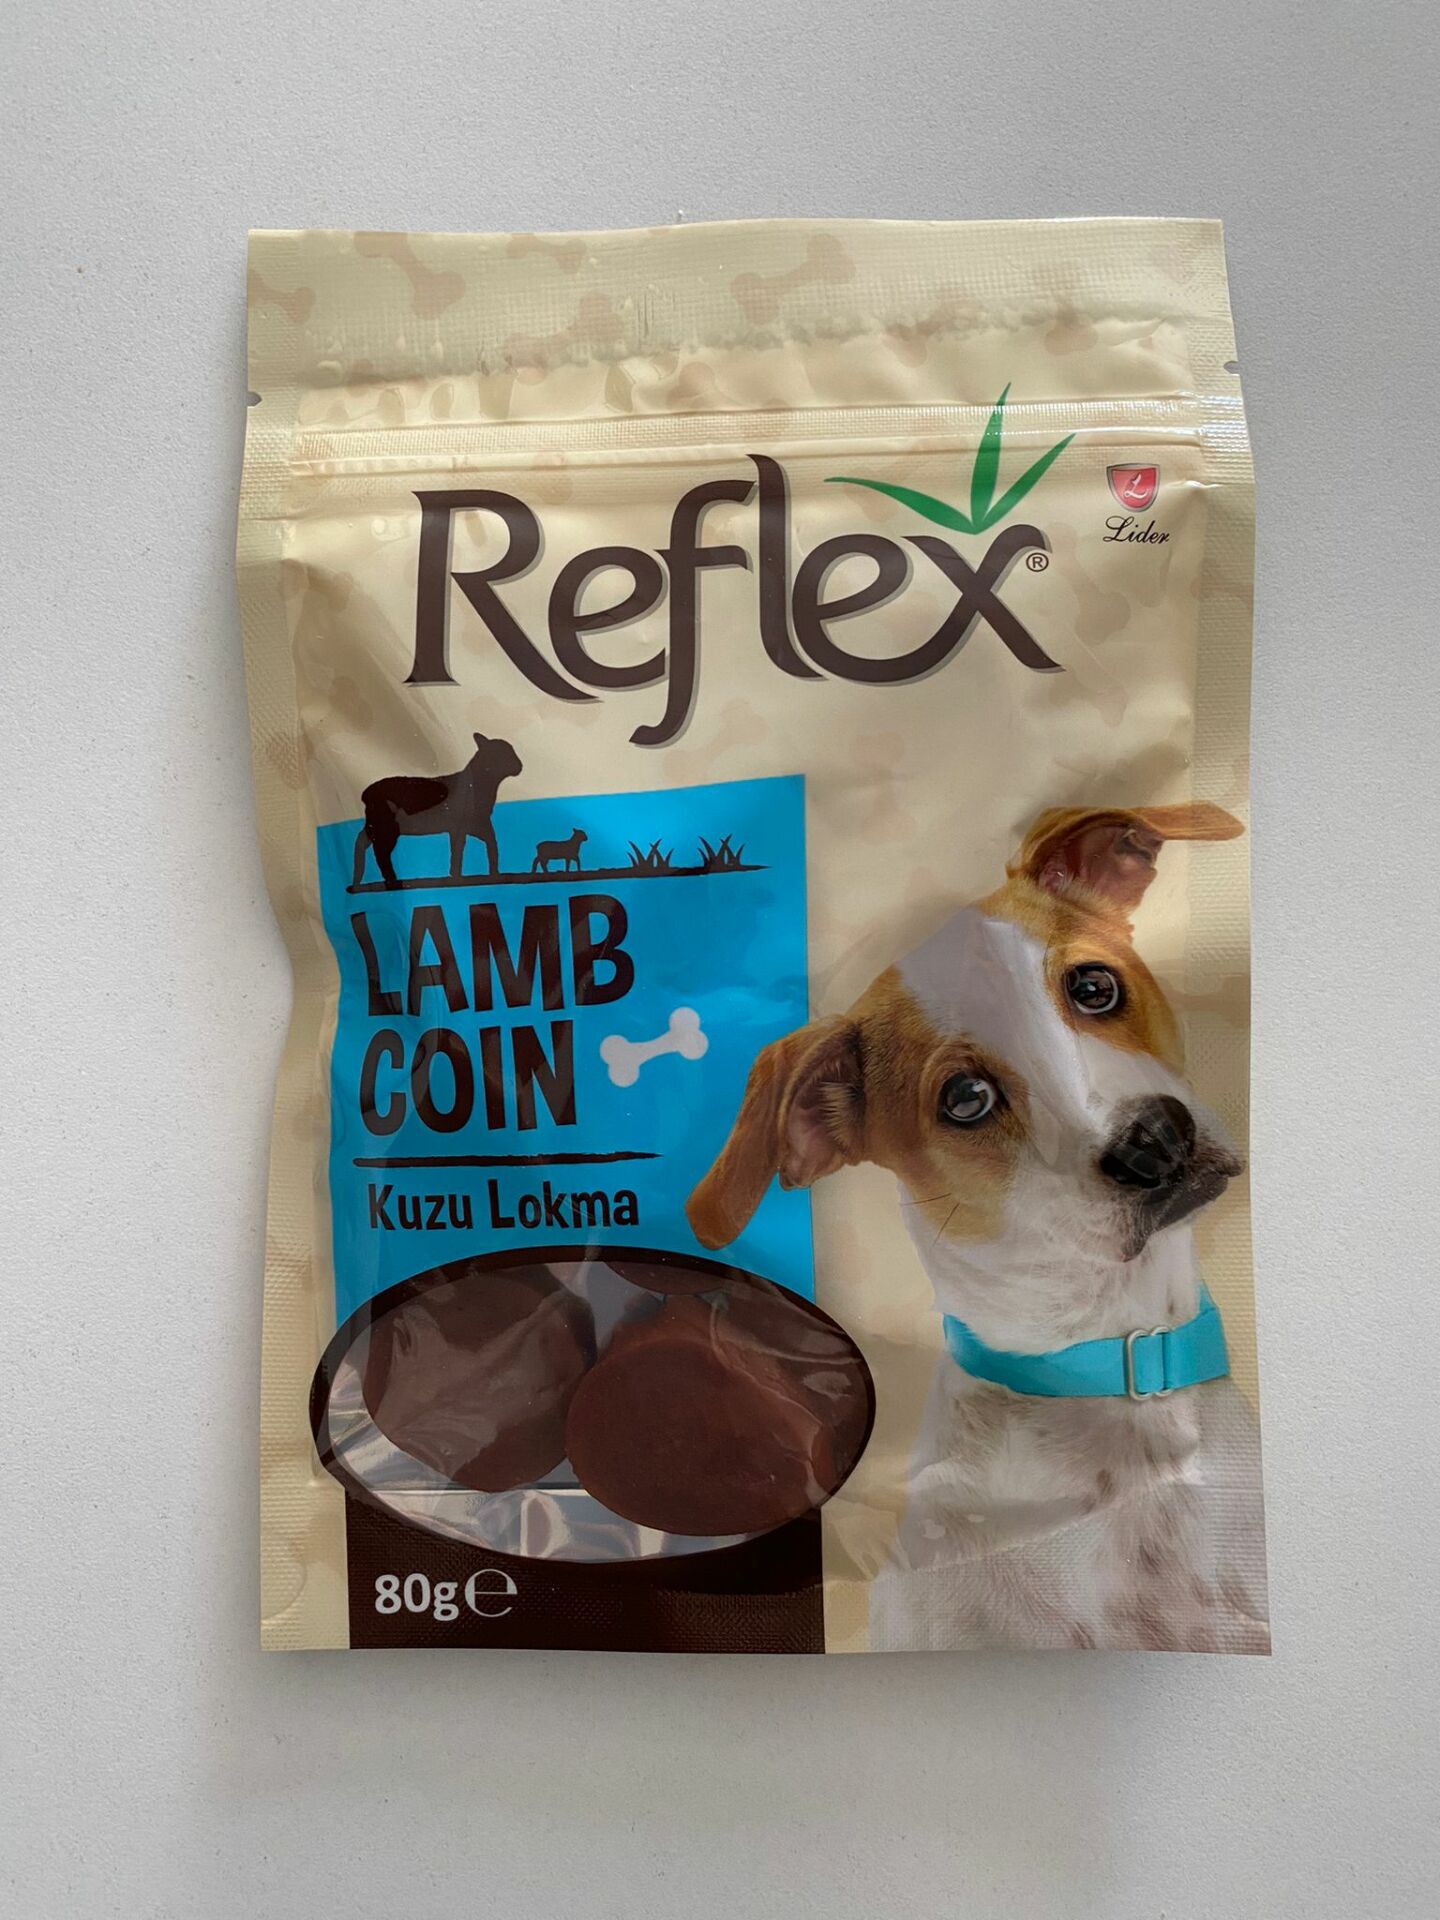 Reflex®
L
Lider
LAMB
COIN
Kuzu Lokma
80g℮